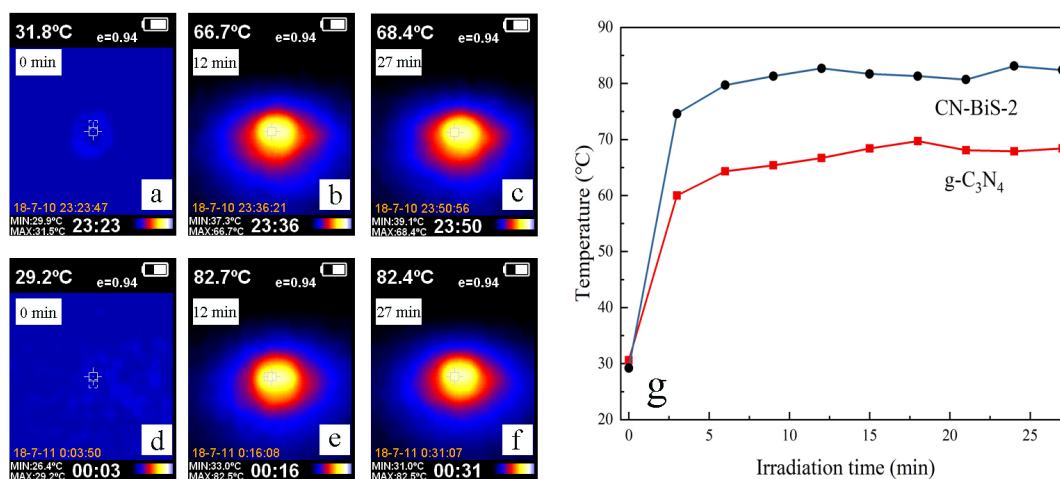 31.8ºC
e=0.94
0 min
a
18-7-10 23:23:47
MIN:29.9ºC
MAX:31.5ºC
23:23
66.7ºC
e=0.94
12 min
b
18-7-10 23:36:21
MIN:37.3ºC
MAX:66.7ºC
23:36
68.4ºC
e=0.94
27 min
c
18-7-10 23:50:56
MIN:39.1ºC
MAX:68.4ºC
23:50
29.2ºC
e=0.94
0 min
d
18-7-11 0:03:50
MIN:26.4ºC
MAX:29.2ºC
00:03
82.7ºC
e=0.94
12 min
e
18-7-11 0:16:08
MIN:33.0ºC
MAX:82.5ºC
00:16
82.4ºC
e=0.94
27 min
f
18-7-11 0:31:07
MIN:31.0ºC
MAX:82.5ºC
00:31
Temperature (°C)
90
80
70
60
50
40
30
20
CN-BiS-2
g-C₃N₄
g
0 5 10 15 20 25
Irradiation time (min)